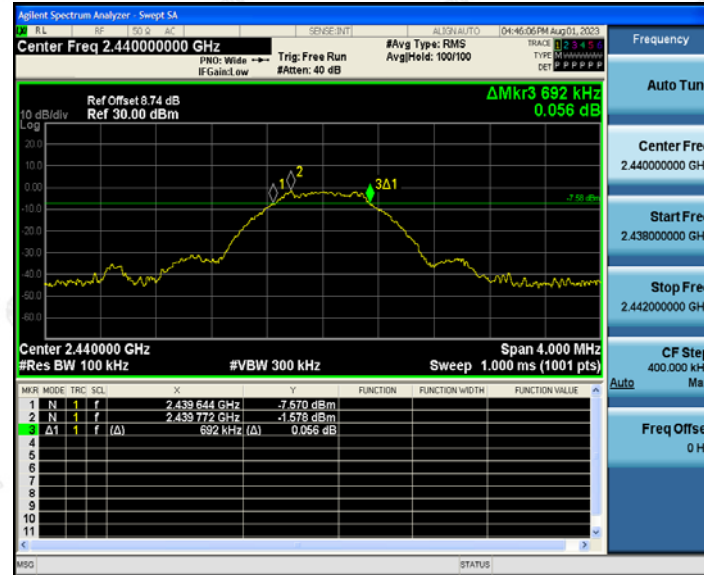 Agilent Spectrum Analyzer - Swept SA
RL RF 50 Ω AC SENSE:INT ALIGNAUTO 04:46:06 PM Aug 01, 2023
Center Freq 2.440000000 GHz
PNO: Wide
IFGain:Low
Trig: Free Run
#Atten: 40 dB
#Avg Type: RMS
Avg|Hold: 100/100
TRACE 1 2 3 4 5 6
TYPE M WWWWW
DET P P P P P P
ΔMkr3 692 kHz
0.056 dB
Ref Offset 8.74 dB
10 dB/div Ref 30.00 dBm
Log
20.0
10.0
0.00
-10.0
-20.0
-30.0
-40.0
-50.0
-60.0
1
2
3Δ1
-7.58 dBm
Center 2.440000 GHz Span 4.000 MHz
#Res BW 100 kHz #VBW 300 kHz Sweep 1.000 ms (1001 pts)
MKR MODE TRC SCL X Y FUNCTION FUNCTION WIDTH FUNCTION VALUE
1 N 1 f 2.439 644 GHz -7.570 dBm
2 N 1 f 2.439 772 GHz -1.578 dBm
3 Δ1 1 f (Δ) 692 kHz (Δ) 0.056 dB
4
5
6
7
8
9
10
11
MSG STATUS
Frequency
Auto Tun
Center Fre
2.440000000 GH
Start Fre
2.438000000 GH
Stop Fre
2.442000000 GH
CF Step
400.000 kH
Auto Ma
Freq Offse
0 H